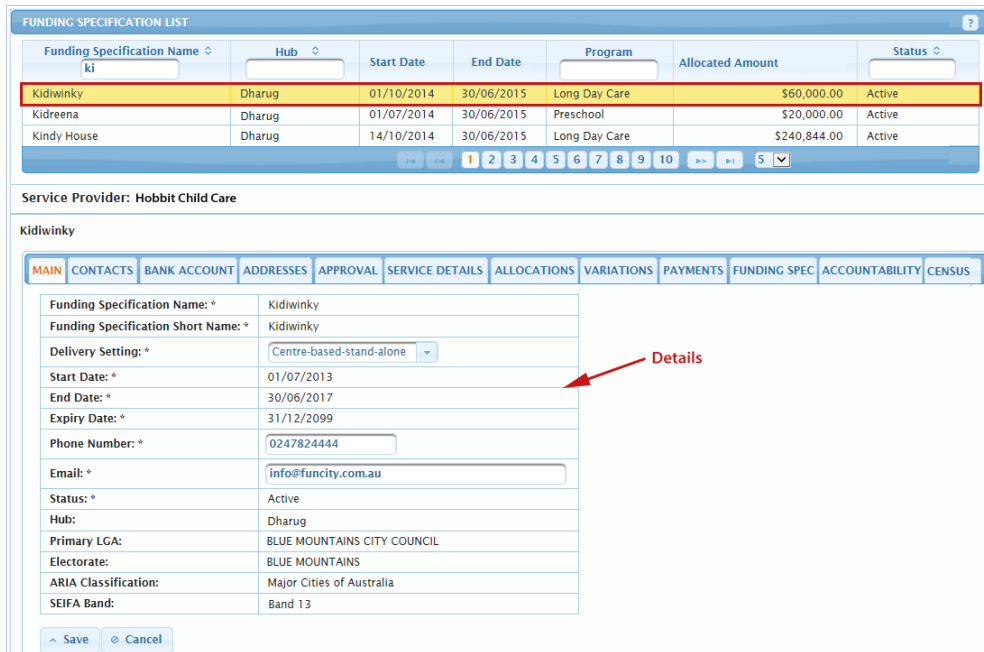 FUNDING SPECIFICATION LIST ?
Funding Specification Name Hub Start Date End Date Program Allocated Amount Status
ki
Kidiwinky Dharug 01/10/2014 30/06/2015 Long Day Care $60,000.00 Active
Kidreena Dharug 01/07/2014 30/06/2015 Preschool $20,000.00 Active
Kindy House Dharug 14/10/2014 30/06/2015 Long Day Care $240,844.00 Active
1 2 3 4 5 6 7 8 9 10 5
Service Provider: Hobbit Child Care
Kidiwinky
MAIN CONTACTS BANK ACCOUNT ADDRESSES APPROVAL SERVICE DETAILS ALLOCATIONS VARIATIONS PAYMENTS FUNDING SPEC ACCOUNTABILITY CENSUS
Funding Specification Name: * Kidiwinky
Funding Specification Short Name: * Kidiwinky
Delivery Setting: * Centre-based-stand-alone
Details
Start Date: * 01/07/2013
End Date: * 30/06/2017
Expiry Date: * 31/12/2099
Phone Number: * 0247824444
Email: * info@funcity.com.au
Status: * Active
Hub: Dharug
Primary LGA: BLUE MOUNTAINS CITY COUNCIL
Electorate: BLUE MOUNTAINS
ARIA Classification: Major Cities of Australia
SEIFA Band: Band 13
Save Cancel